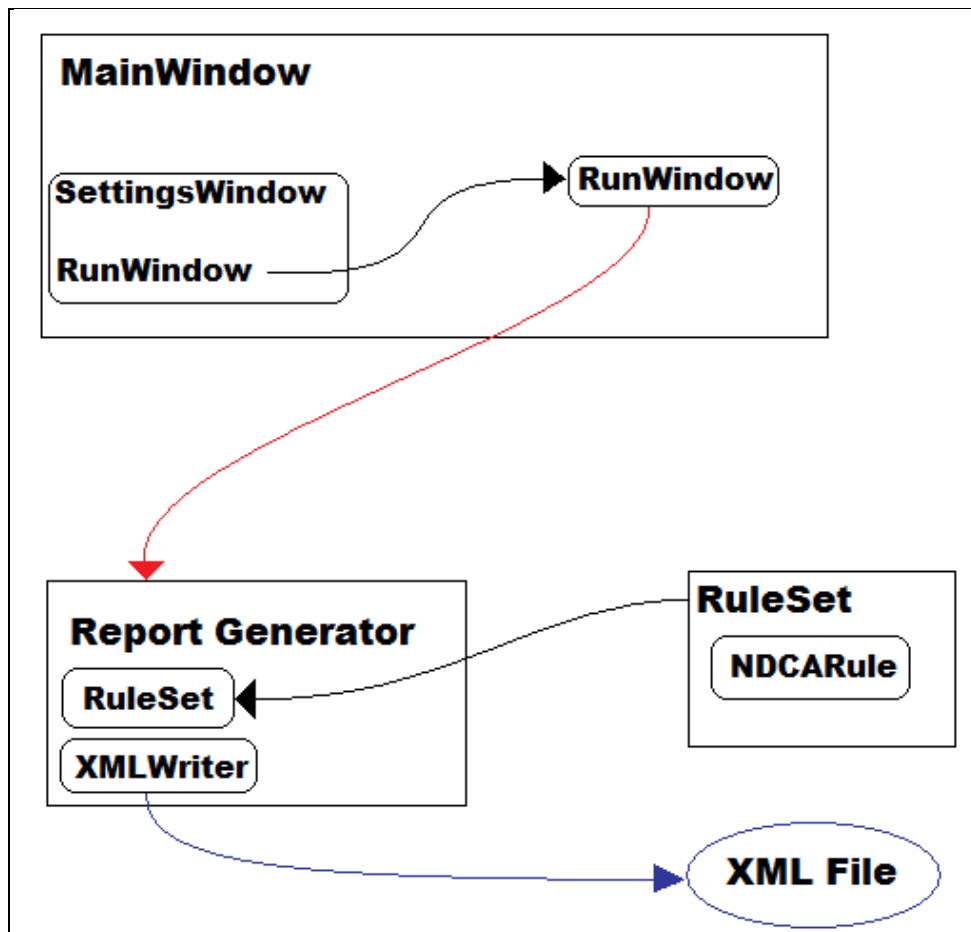 MainWindow
SettingsWindow
RunWindow
RunWindow
Report Generator
RuleSet
XMLWriter
RuleSet
NDCARule
XML File